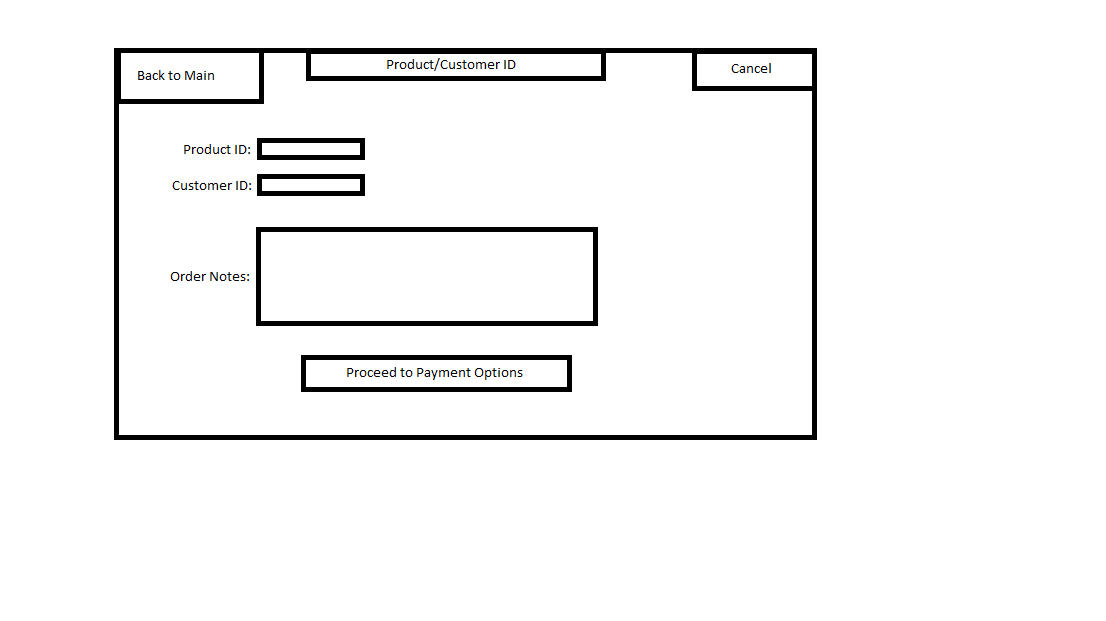 Back to Main
Product/Customer ID
Cancel
Product ID:
Customer ID:
Order Notes:
Proceed to Payment Options